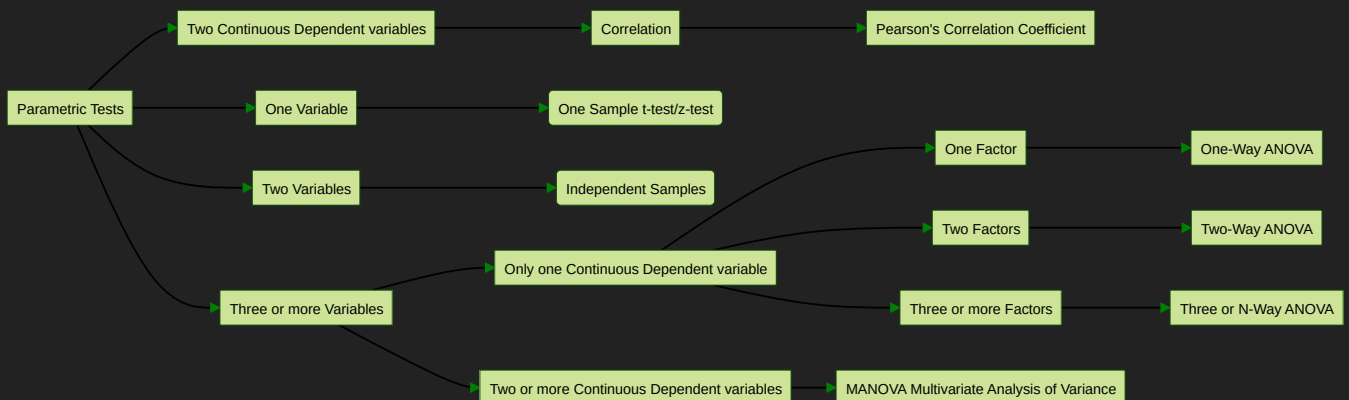 Two Continuous Dependent variables
Correlation
Pearson's Correlation Coefficient
Parametric Tests
One Variable
One Sample t-test/z-test
One Factor
One-Way ANOVA
Two Variables
Independent Samples
Two Factors
Two-Way ANOVA
Only one Continuous Dependent variable
Three or more Variables
Three or more Factors
Three or N-Way ANOVA
Two or more Continuous Dependent variables
MANOVA Multivariate Analysis of Variance